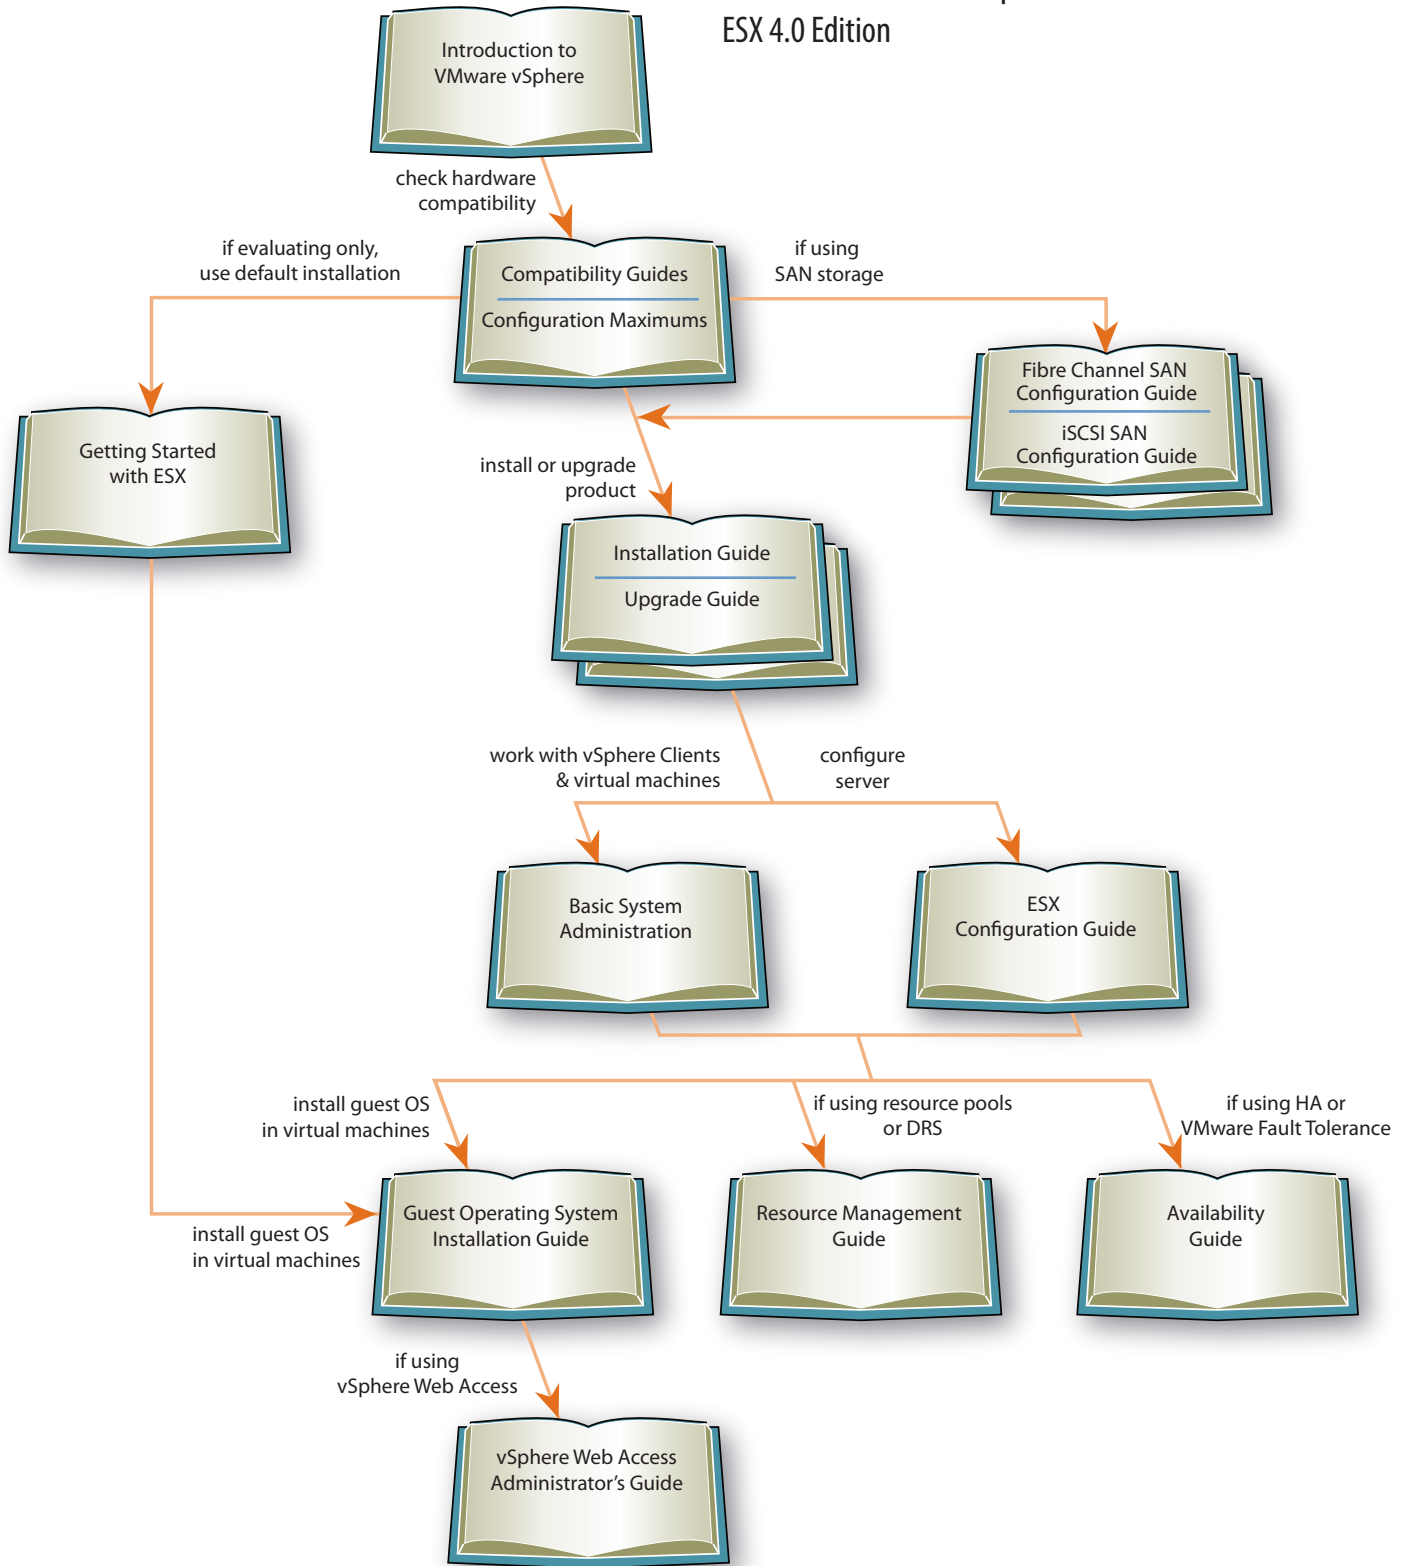 ESX 4.0 Edition
Introduction to
VMware vSphere
check hardware
compatibility
if evaluating only,
use default installation
Compatibility Guides
Configuration Maximums
if using
SAN storage
Fibre Channel SAN
Configuration Guide
iSCSI SAN
Configuration Guide
Getting Started
with ESX
install or upgrade
product
Installation Guide
Upgrade Guide
work with vSphere Clients
& virtual machines
configure
server
Basic System
Administration
ESX
Configuration Guide
install guest OS
in virtual machines
if using resource pools
or DRS
if using HA or
VMware Fault Tolerance
install guest OS
in virtual machines
Guest Operating System
Installation Guide
Resource Management
Guide
Availability
Guide
if using
vSphere Web Access
vSphere Web Access
Administrator’s Guide